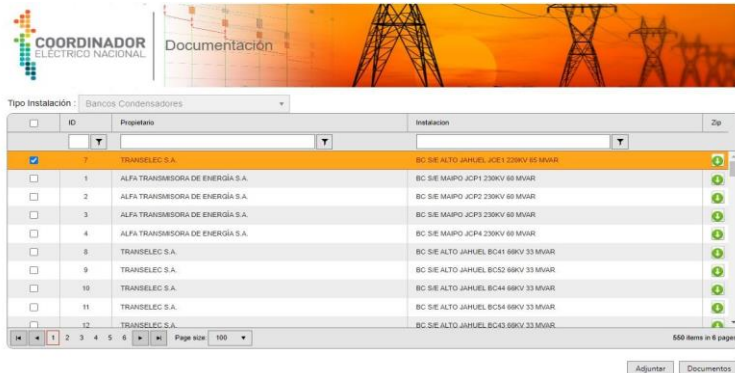 COORDINADOR
ELÉCTRICO NACIONAL
Documentación
Tipo Instalación : Bancos Condensadores
ID Propietario Instalacion Zip
7 TRANSELEC S.A. BC S/E ALTO JAHUEL JCE1 220KV 65 MVAR
1 ALFA TRANSMISORA DE ENERGÍA S.A. BC S/E MAIPO JCP1 230KV 60 MVAR
2 ALFA TRANSMISORA DE ENERGÍA S.A. BC S/E MAIPO JCP2 230KV 60 MVAR
3 ALFA TRANSMISORA DE ENERGÍA S.A. BC S/E MAIPO JCP3 230KV 60 MVAR
4 ALFA TRANSMISORA DE ENERGÍA S.A. BC S/E MAIPO JCP4 230KV 60 MVAR
8 TRANSELEC S.A. BC S/E ALTO JAHUEL BC41 66KV 33 MVAR
9 TRANSELEC S.A. BC S/E ALTO JAHUEL BC52 66KV 33 MVAR
10 TRANSELEC S.A. BC S/E ALTO JAHUEL BC44 66KV 33 MVAR
11 TRANSELEC S.A. BC S/E ALTO JAHUEL BC54 66KV 33 MVAR
12 TRANSELEC S.A. BC S/E ALTO JAHUEL BC43 66KV 33 MVAR
1 2 3 4 5 6 Page size: 100 550 items in 6 pages
Adjuntar Documentos